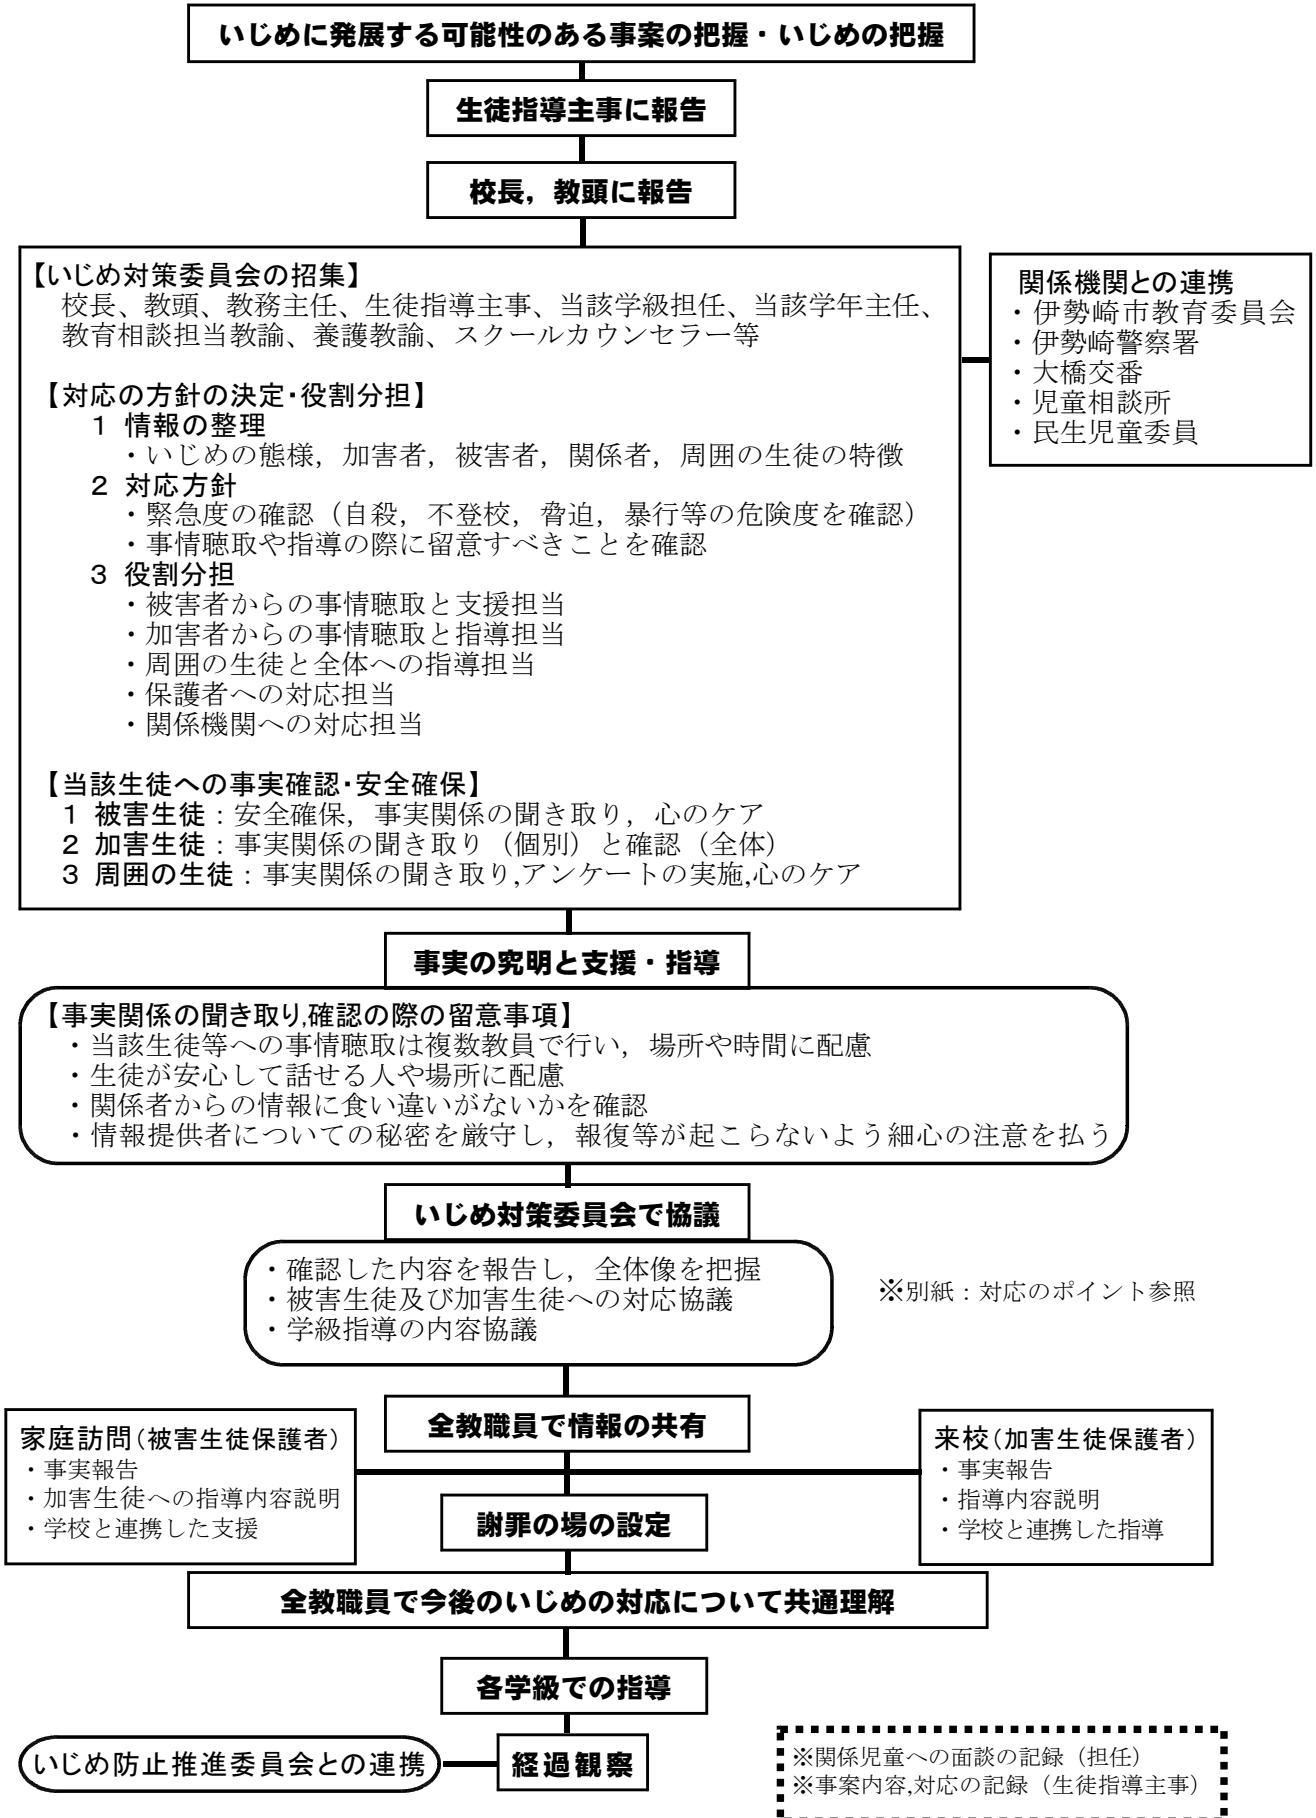 いじめに発展する可能性のある事案の把握・いじめの把握
生徒指導主事に報告
校長，教頭に報告
【いじめ対策委員会の招集】
校長、教頭、教務主任、生徒指導主事、当該学級担任、当該学年主任、
教育相談担当教諭、養護教諭、スクールカウンセラー等
【対応の方針の決定・役割分担】
１ 情報の整理
・いじめの態様，加害者，被害者，関係者，周囲の生徒の特徴
２ 対応方針
・緊急度の確認（自殺，不登校，脅迫，暴行等の危険度を確認）
・事情聴取や指導の際に留意すべきことを確認
３ 役割分担
・被害者からの事情聴取と支援担当
・加害者からの事情聴取と指導担当
・周囲の生徒と全体への指導担当
・保護者への対応担当
・関係機関への対応担当
【当該生徒への事実確認・安全確保】
１ 被害生徒：安全確保，事実関係の聞き取り，心のケア
２ 加害生徒：事実関係の聞き取り（個別）と確認（全体）
３ 周囲の生徒：事実関係の聞き取り,アンケートの実施,心のケア
関係機関との連携
・伊勢崎市教育委員会
・伊勢崎警察署
・大橋交番
・児童相談所
・民生児童委員
事実の究明と支援・指導
【事実関係の聞き取り,確認の際の留意事項】
・当該生徒等への事情聴取は複数教員で行い，場所や時間に配慮
・生徒が安心して話せる人や場所に配慮
・関係者からの情報に食い違いがないかを確認
・情報提供者についての秘密を厳守し，報復等が起こらないよう細心の注意を払う
いじめ対策委員会で協議
・確認した内容を報告し，全体像を把握
・被害生徒及び加害生徒への対応協議
・学級指導の内容協議
※別紙：対応のポイント参照
全教職員で情報の共有
家庭訪問（被害生徒保護者）
・事実報告
・加害生徒への指導内容説明
・学校と連携した支援
来校（加害生徒保護者）
・事実報告
・指導内容説明
・学校と連携した指導
謝罪の場の設定
全教職員で今後のいじめの対応について共通理解
各学級での指導
いじめ防止推進委員会との連携
経過観察
※関係児童への面談の記録（担任）
※事案内容,対応の記録（生徒指導主事）